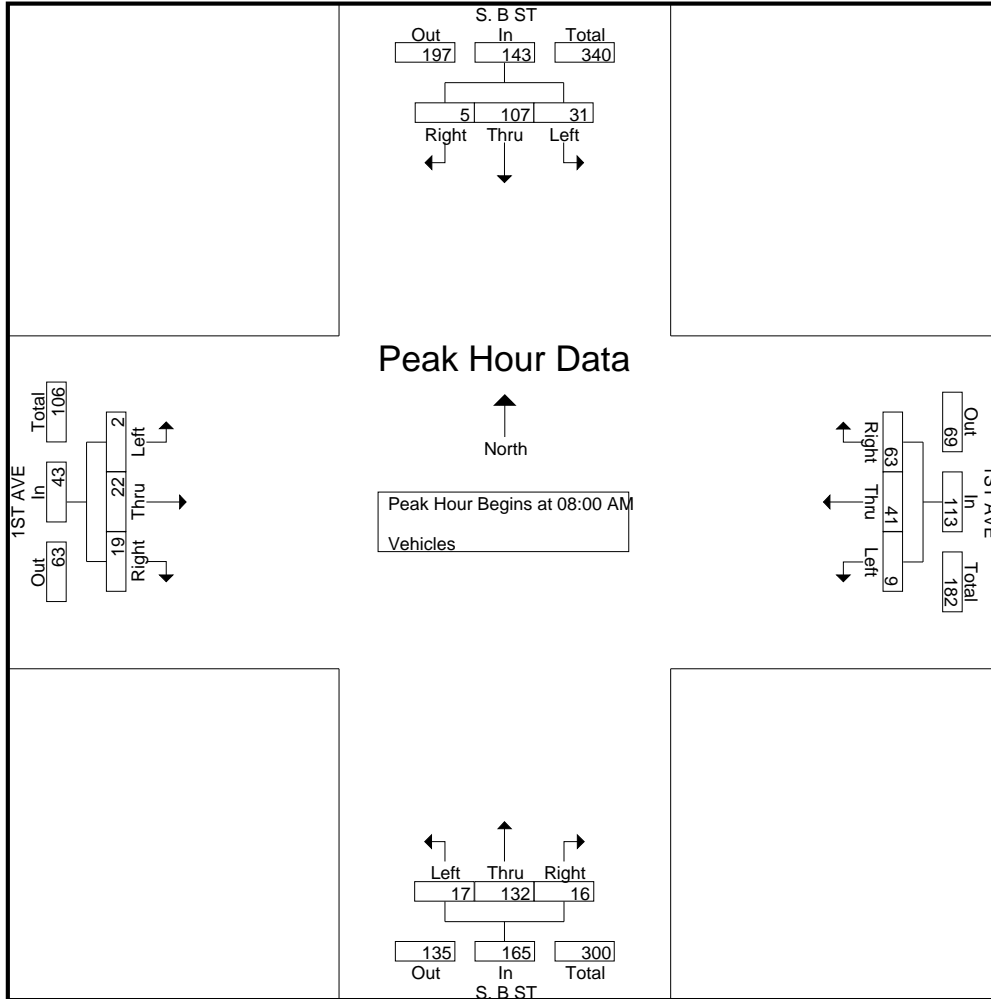 S. B ST
Out In Total
197 143 340
5 107 31
Right Thru Left
Peak Hour Data
North
Peak Hour Begins at 08:00 AM
Vehicles
1ST AVE
Total In Out
106 43 63
2 22 19
Left Thru Right
Right Thru Left
63 41 9
Out In Total
69 113 182
1ST AVE
Left Thru Right
17 132 16
135 165 300
Out In Total
S. B ST